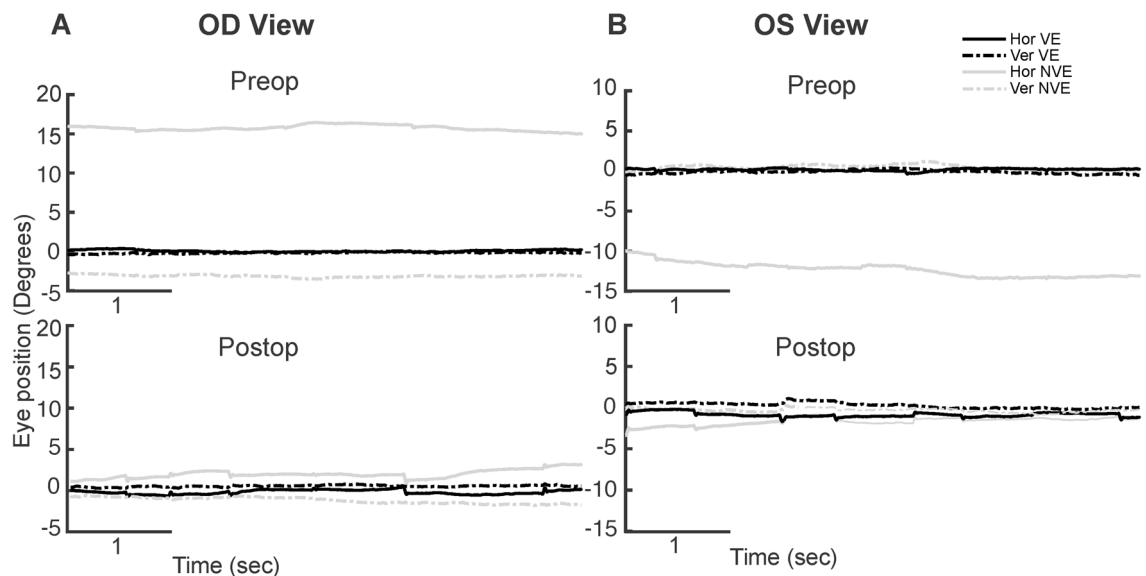 A OD View
B OS View
Hor VE
Ver VE
Hor NVE
Ver NVE
Preop
20
15
10
5
0
-5
1
Preop
10
5
0
-5
-10
-15
1
Eye position (Degrees)
Postop
20
15
10
5
0
-5
1
Time (sec)
Postop
10
5
0
-5
-10
-15
1
Time (sec)